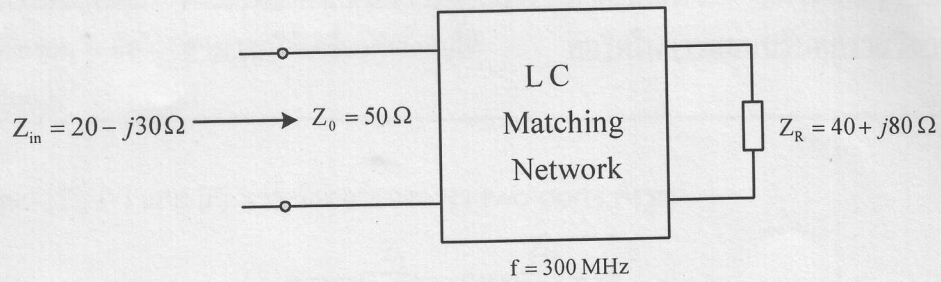 L C
Matching
Network
Z_in = 20 − j30 Ω
Z_0 = 50 Ω
Z_R = 40 + j80 Ω
f = 300 MHz